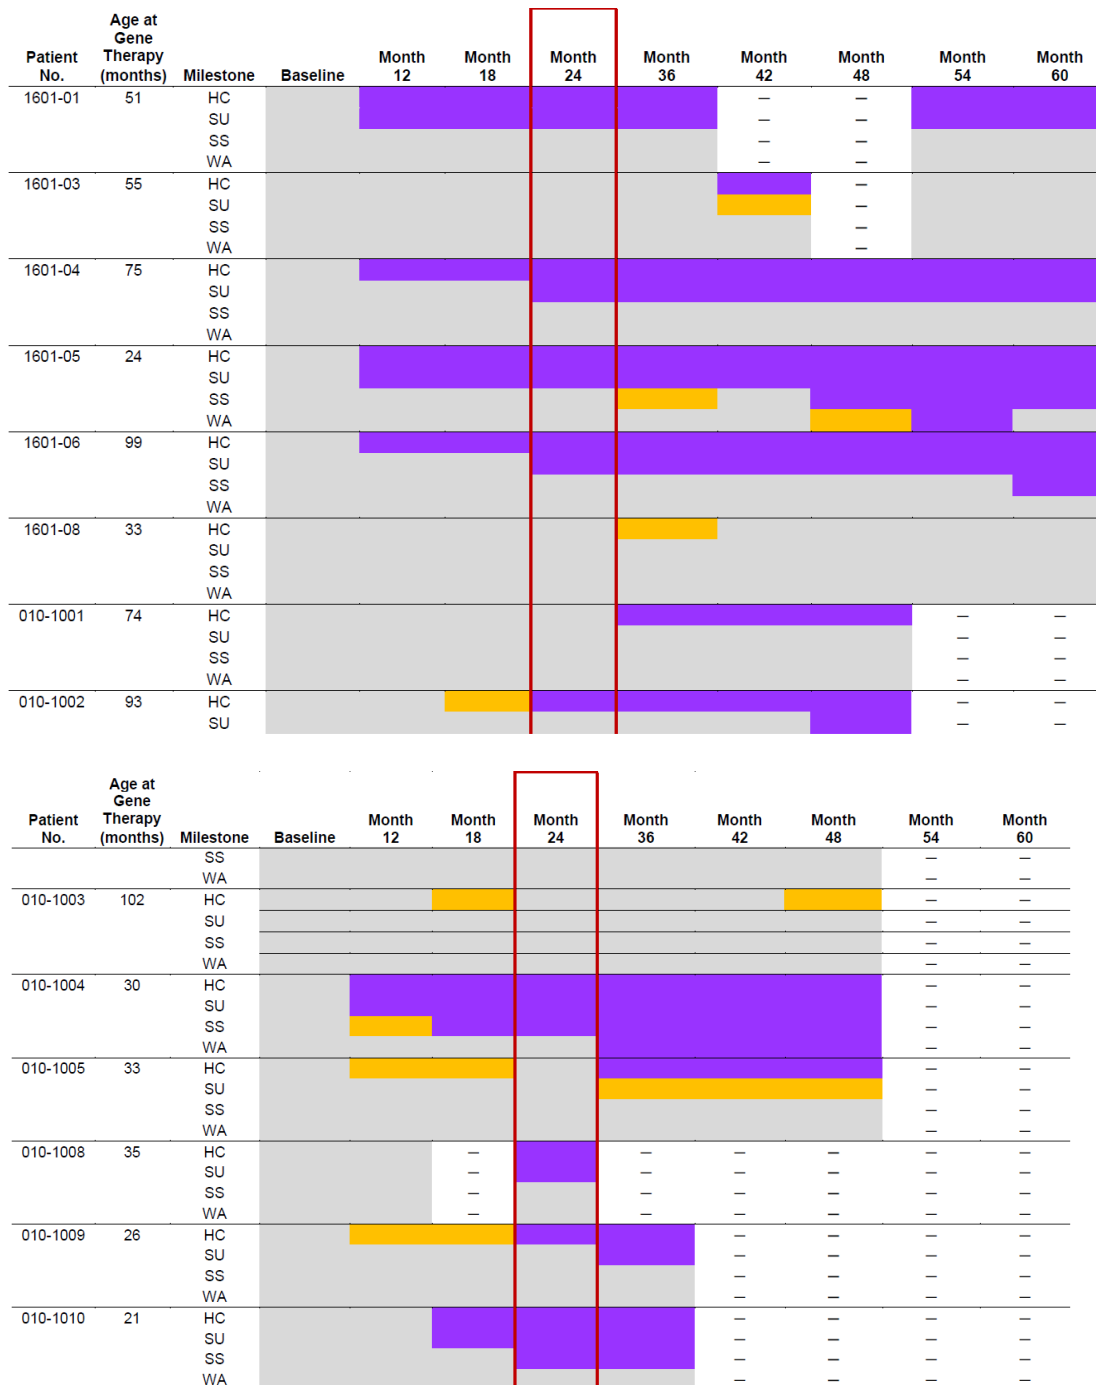 Age at
Gene
Patient Therapy Month Month Month Month Month Month Month Month
No. (months) Milestone Baseline 12 18 24 36 42 48 54 60
1601-01 51 HC — —
SU — —
SS — —
WA — —
1601-03 55 HC —
SU —
SS —
WA —
1601-04 75 HC
SU
SS
WA
1601-05 24 HC
SU
SS
WA
1601-06 99 HC
SU
SS
WA
1601-08 33 HC
SU
SS
WA
010-1001 74 HC — —
SU — —
SS — —
WA — —
010-1002 93 HC — —
SU — —
Age at
Gene
Patient Therapy Month Month Month Month Month Month Month Month
No. (months) Milestone Baseline 12 18 24 36 42 48 54 60
SS — —
WA — —
010-1003 102 HC — —
SU — —
SS — —
WA — —
010-1004 30 HC — —
SU — —
SS — —
WA — —
010-1005 33 HC — —
SU — —
SS — —
WA — —
010-1008 35 HC — — — — — —
SU — — — — — —
SS — — — — — —
WA — — — — — —
010-1009 26 HC — — — —
SU — — — —
SS — — — —
WA — — — —
010-1010 21 HC — — — —
SU — — — —
SS — — — —
WA — — — —